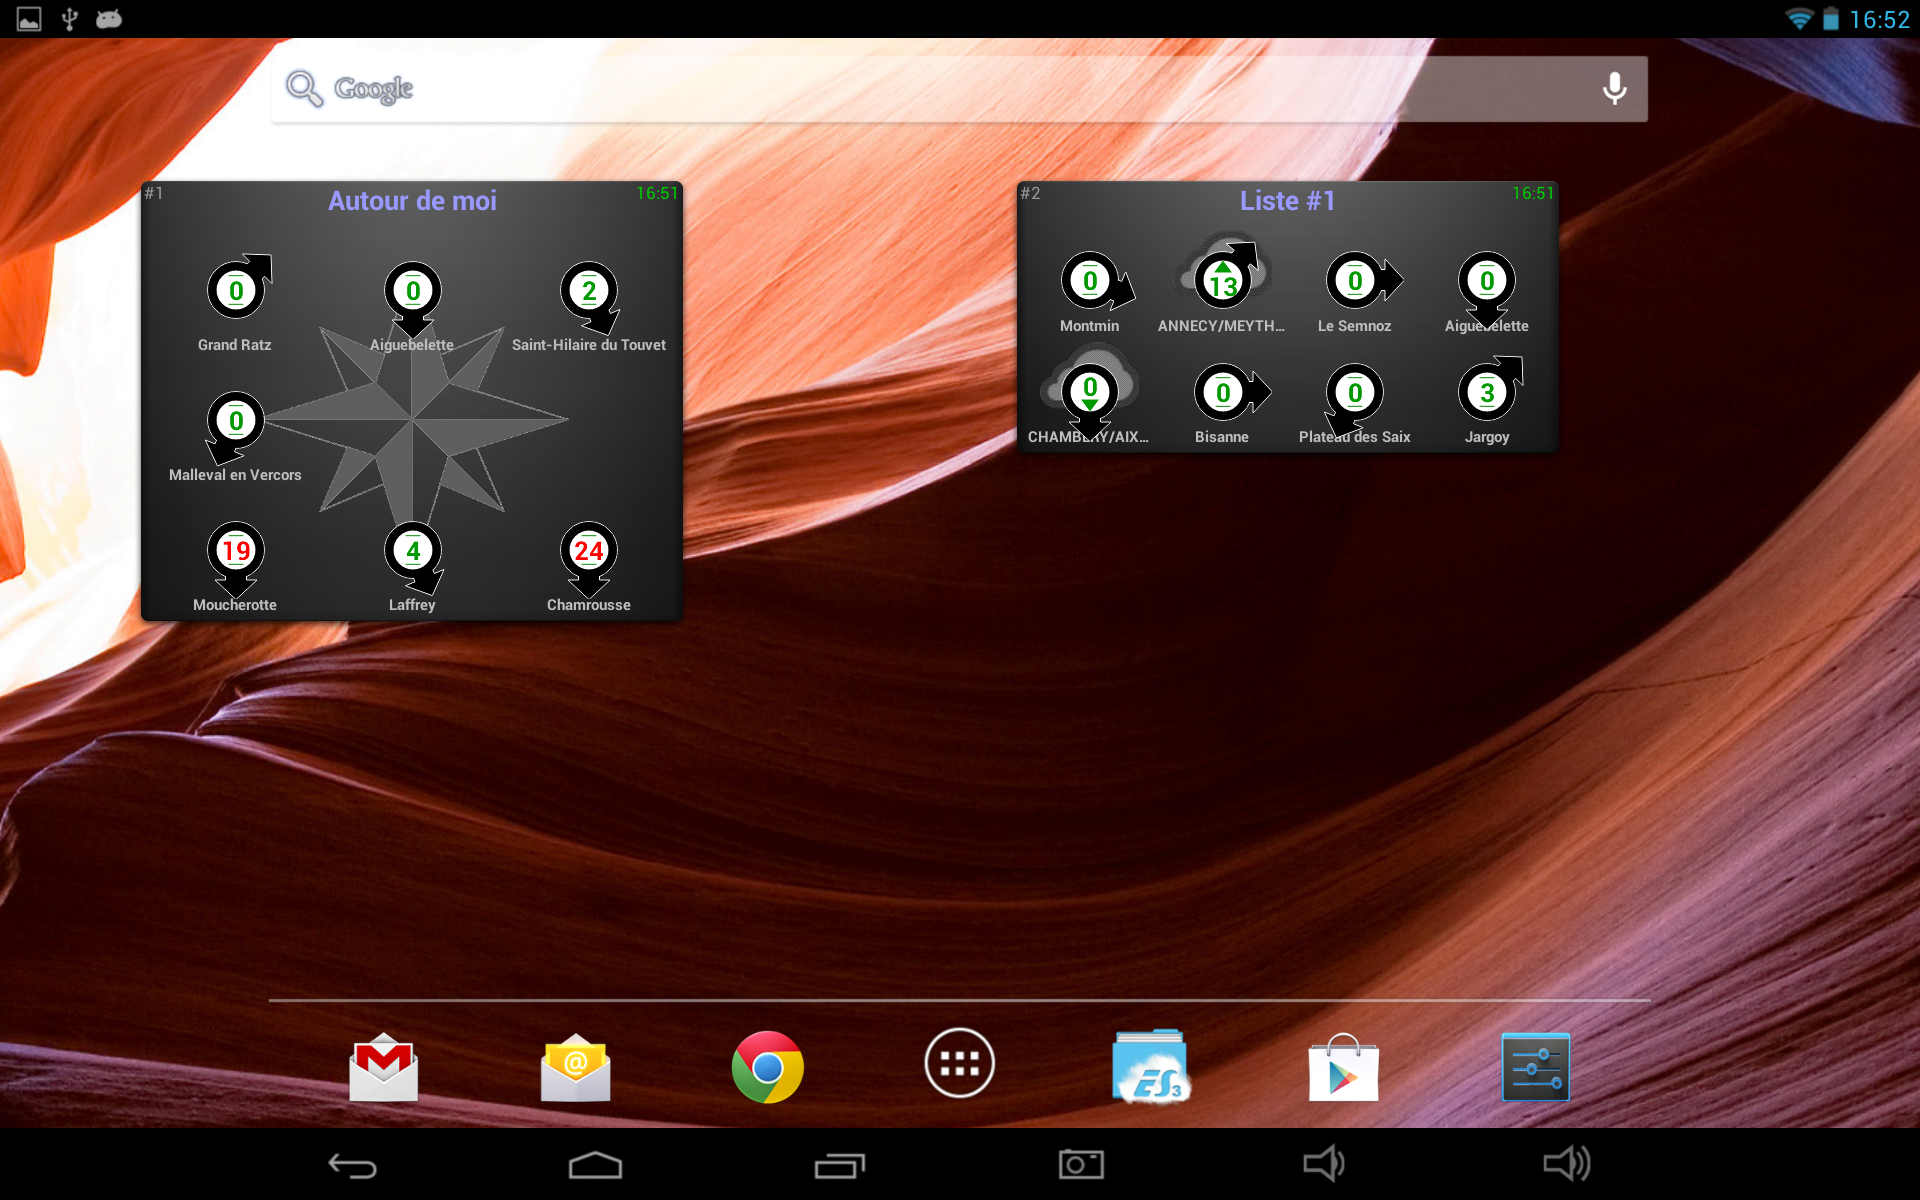 16:52
Google
#1 Autour de moi 16:51
0 0 2
Grand Ratz Aiguebelette Saint-Hilaire du Touvet
0
Malleval en Vercors
19 4 24
Moucherotte Laffrey Chamrousse
#2 Liste #1 16:51
0 13 0 0
Montmin ANNECY/MEYTH... Le Semnoz Aiguebelette
0 0 0 3
CHAMBERY/AIX... Bisanne Plateau des Saix Jargoy
@
ES3